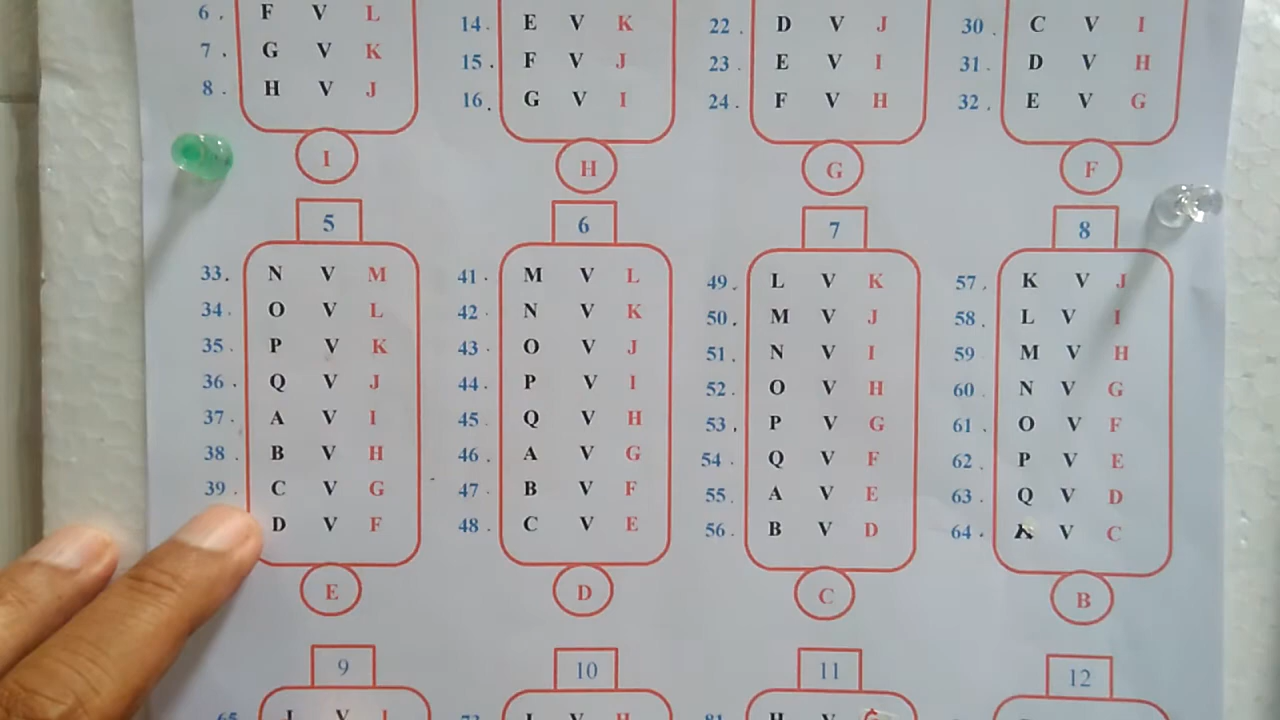 6 . F V L
7 . G V K
8 . H V J
I
14 . E V K
15 . F V J
16 . G V I
H
22 . D V J
23 . E V I
24 . F V H
G
30 . C V I
31 . D V H
32 . E V G
F
5
33. N V M
34 . O V L
35 . P V K
36 . Q V J
37 . A V I
38 . B V H
39 . C V G
D V F
E
6
41 . M V L
42 . N V K
43 . O V J
44 . P V I
45 . Q V H
46 . A V G
47 . B V F
48 . C V E
D
7
49 . L V K
50 . M V J
51 . N V I
52 . O V H
53 . P V G
54 . Q V F
55 . A V E
56 . B V D
C
8
57 . K V J
58 . L V I
59 M V H
60 . N V G
61 . O V F
62 . P V E
63 . Q V D
64 . A V C
B
9
10
11
12